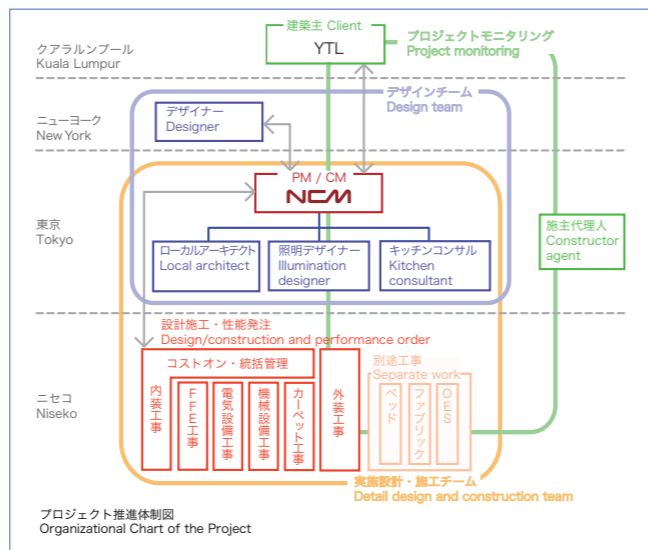 建築主 Client
YTL
プロジェクトモニタリング
Project monitoring
クアラルンプール
Kuala Lumpur
デザインチーム
Design team
ニューヨーク
New York
デザイナー
Designer
PM / CM
NCM
東京
Tokyo
ローカルアーキテクト
Local architect
照明デザイナー
Illumination
designer
キッチンコンサル
Kitchen
consultant
施主代理人
Constructor
agent
設計施工・性能発注
Design/construction and performance order
ニセコ
Niseko
コストオン・統括管理
内装工事
FFE工事
電気設備工事
機械設備工事
カーペット工事
外装工事
別途工事
Separate work
ベッド
ファブリック
OES
実施設計・施工チーム
Detail design and construction team
プロジェクト推進体制図
Organizational Chart of the Project